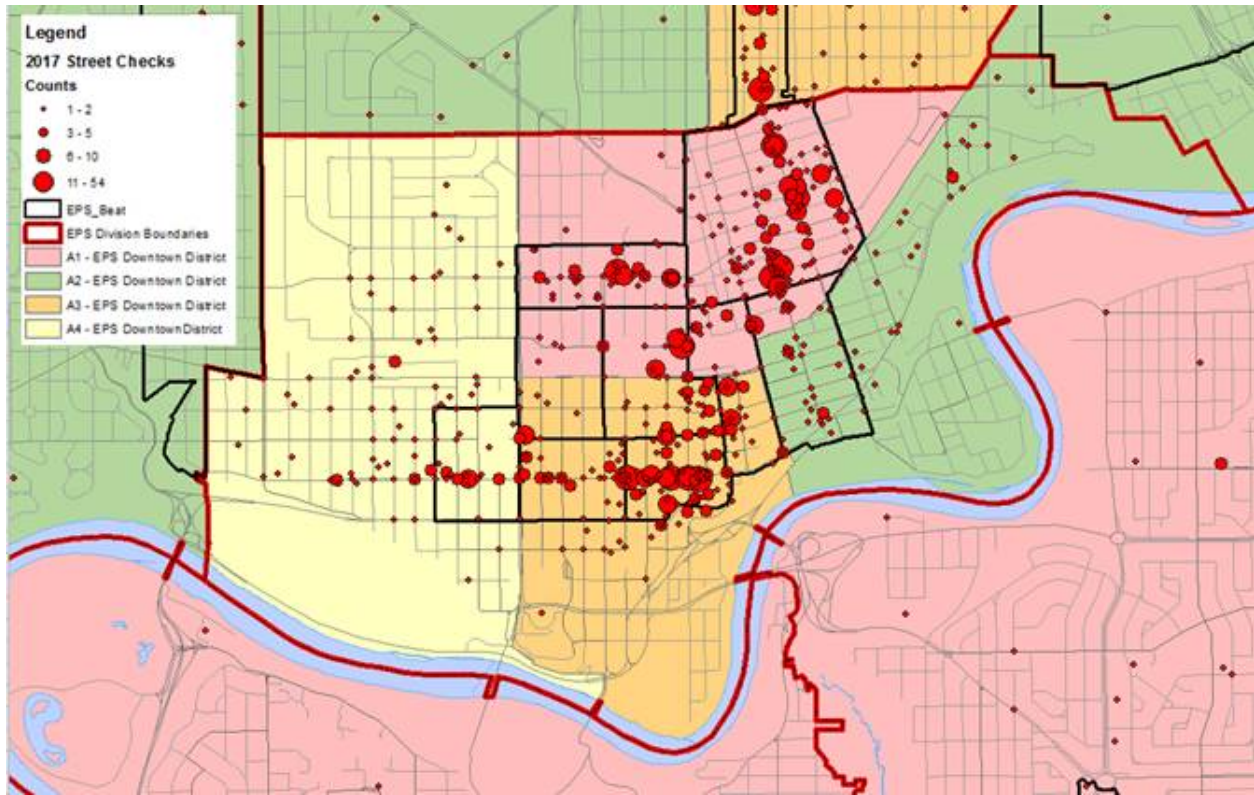 Legend
2017 Street Checks
Counts
1 - 2
3 - 5
6 - 10
11 - 54
EPS_Beat
EPS Division Boundaries
A1 - EPS Downtown District
A2 - EPS Downtown District
A3 - EPS Downtown District
A4 - EPS Downtown District